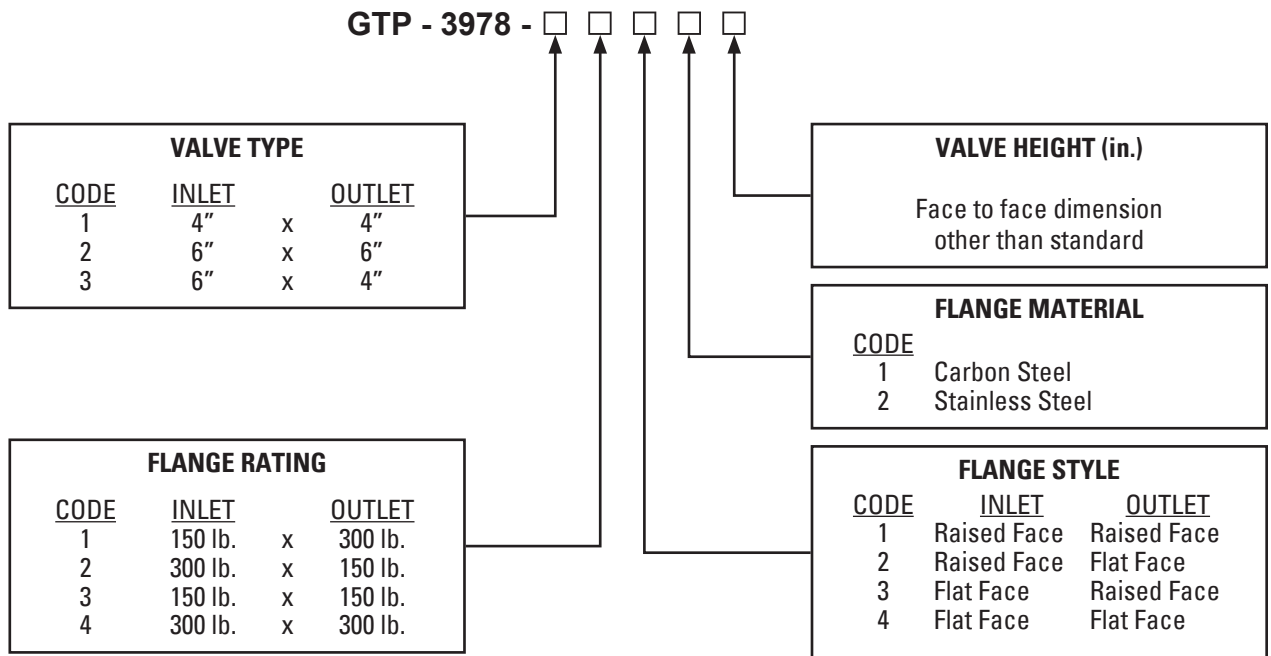 GTP - 3978 - □ □ □ □ □
VALVE TYPE
CODE INLET OUTLET
1 4” x 4”
2 6” x 6”
3 6” x 4”
FLANGE RATING
CODE INLET OUTLET
1 150 lb. x 300 lb.
2 300 lb. x 150 lb.
3 150 lb. x 150 lb.
4 300 lb. x 300 lb.
VALVE HEIGHT (in.)
Face to face dimension
other than standard
FLANGE MATERIAL
CODE
1 Carbon Steel
2 Stainless Steel
FLANGE STYLE
CODE INLET OUTLET
1 Raised Face Raised Face
2 Raised Face Flat Face
3 Flat Face Raised Face
4 Flat Face Flat Face